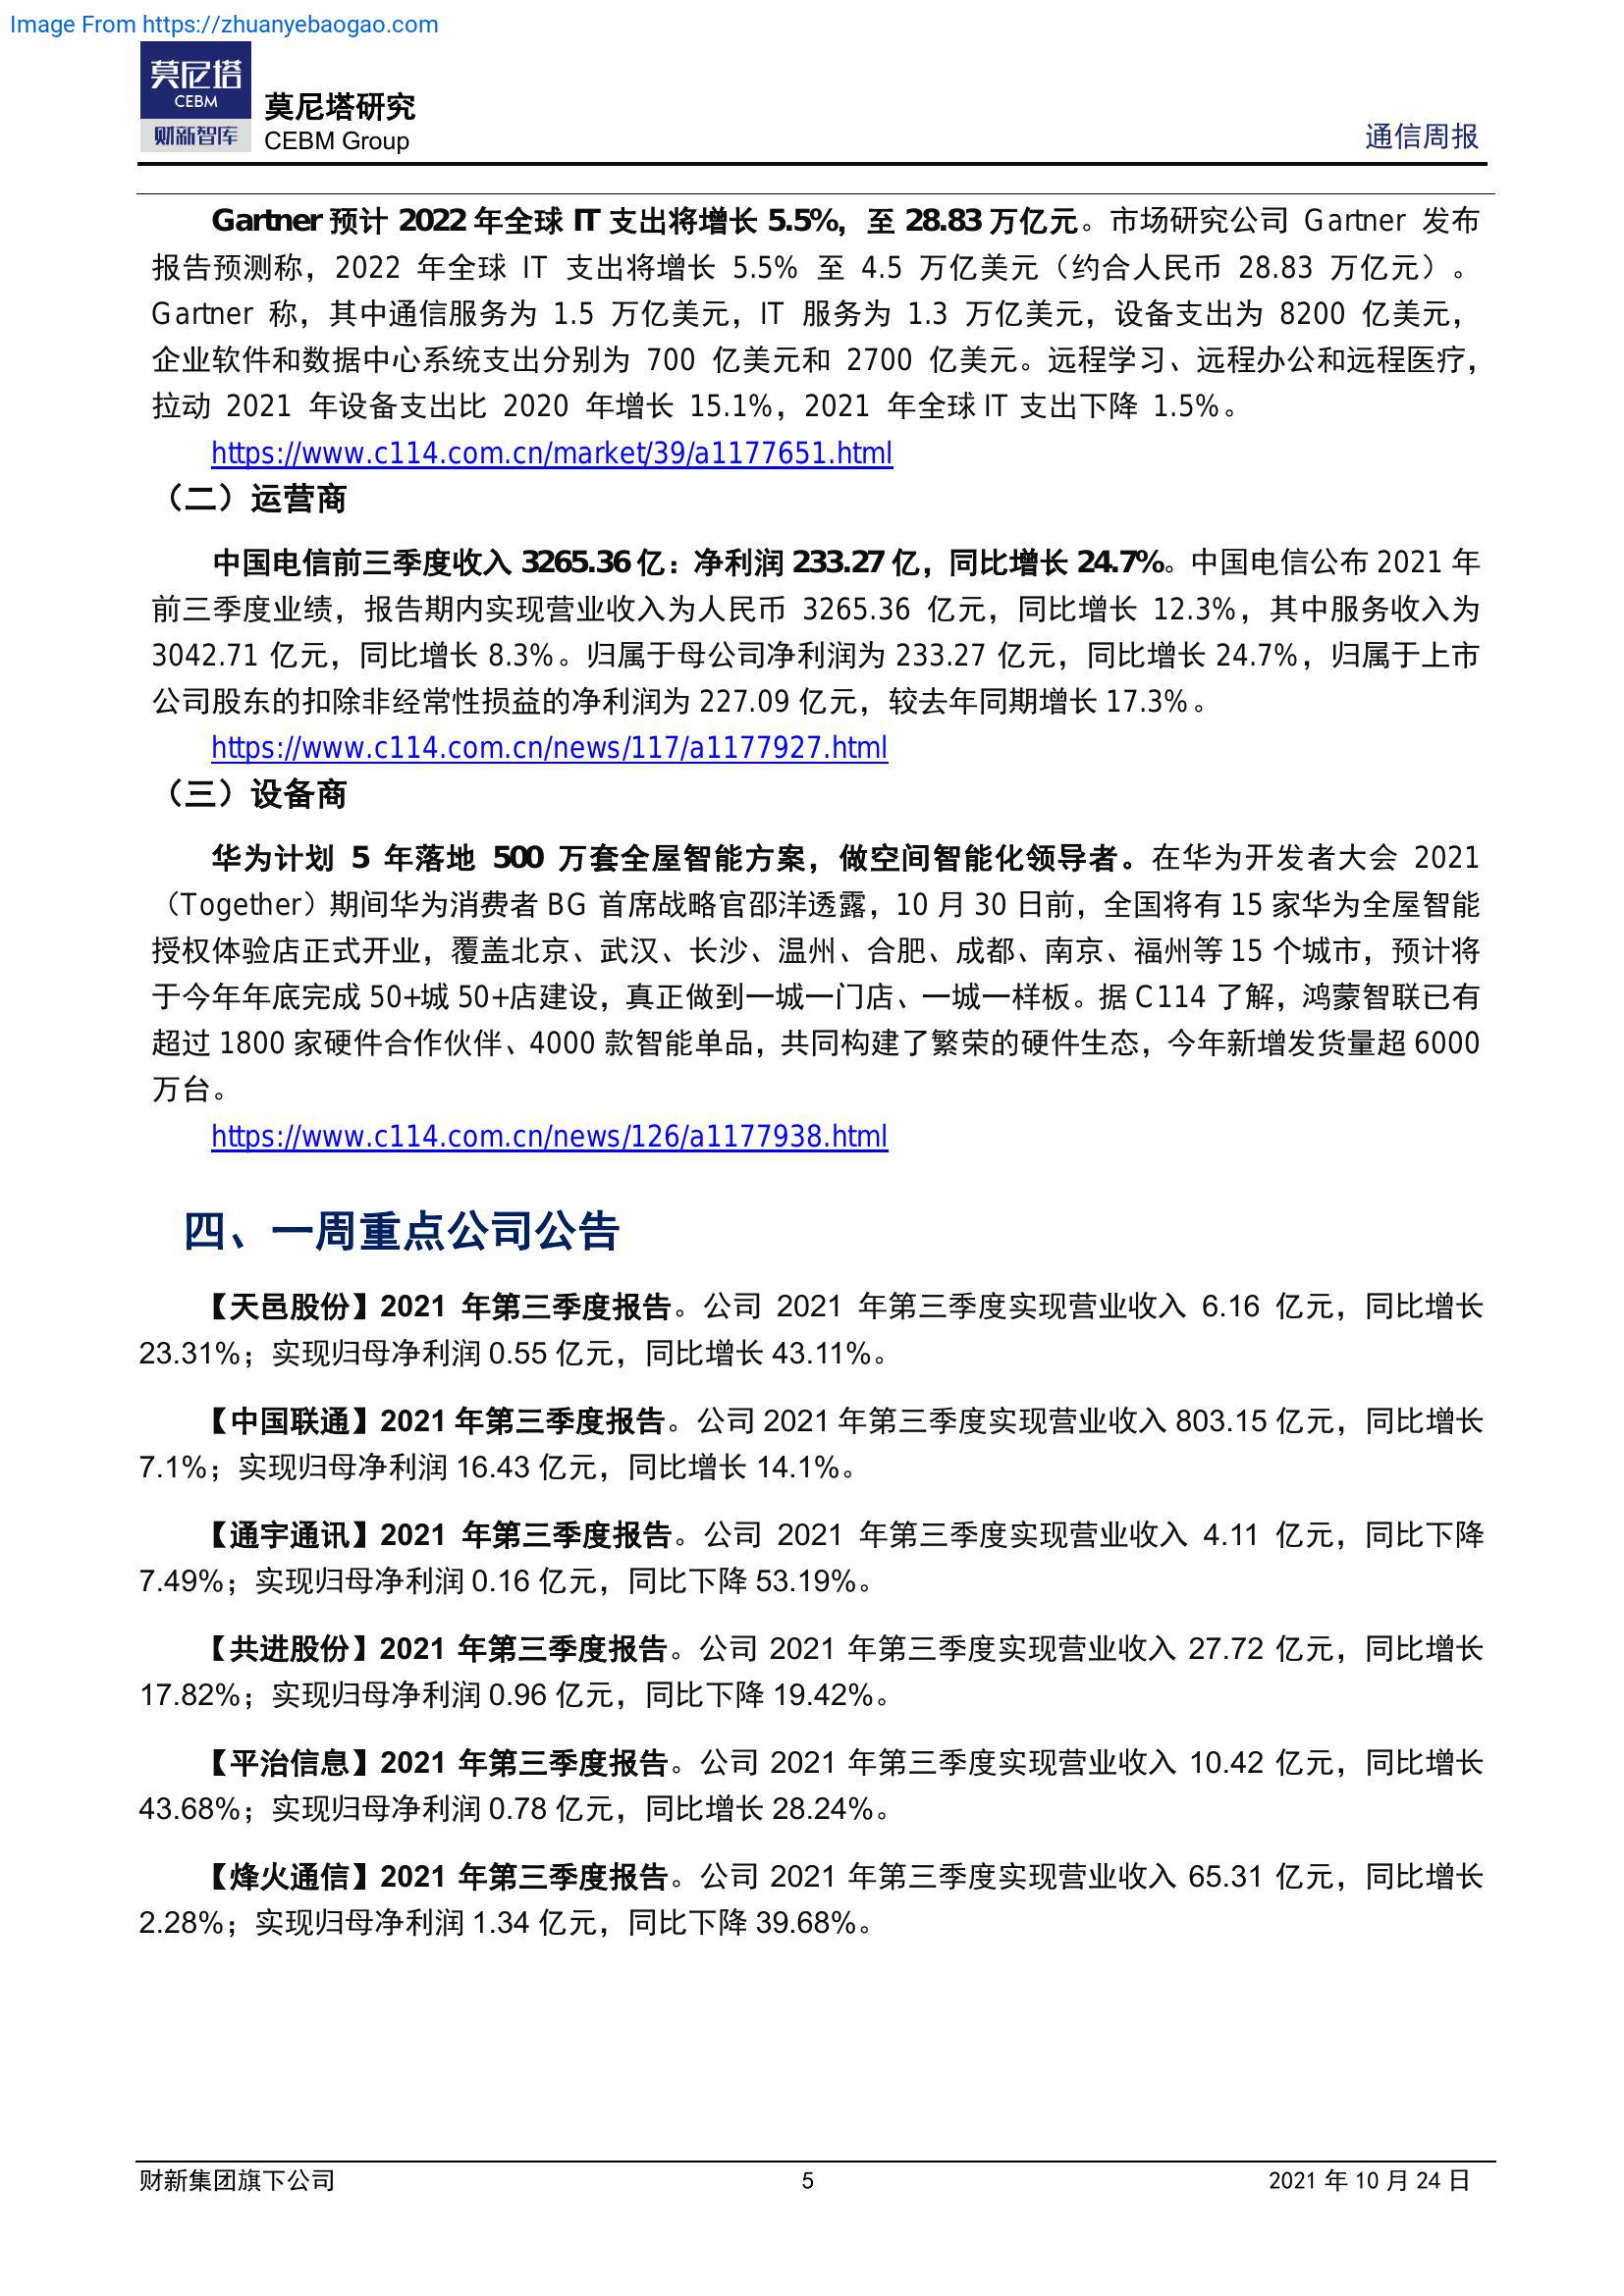 Image From https://zhuanyebaogao.com
莫尼塔
CEBM
财新智库
莫尼塔研究
CEBM Group
通信周报
Gartner 预计 2022 年全球 IT 支出将增长 5.5%，至 28.83 万亿元。市场研究公司 Gartner 发布
报告预测称，2022 年全球 IT 支出将增长 5.5% 至 4.5 万亿美元（约合人民币 28.83 万亿元）。
Gartner 称，其中通信服务为 1.5 万亿美元，IT 服务为 1.3 万亿美元，设备支出为 8200 亿美元，
企业软件和数据中心系统支出分别为 700 亿美元和 2700 亿美元。远程学习、远程办公和远程医疗，
拉动 2021 年设备支出比 2020 年增长 15.1%，2021 年全球 IT 支出下降 1.5%。
https://www.c114.com.cn/market/39/a1177651.html
（二）运营商
中国电信前三季度收入 3265.36 亿：净利润 233.27 亿，同比增长 24.7%。中国电信公布 2021 年
前三季度业绩，报告期内实现营业收入为人民币 3265.36 亿元，同比增长 12.3%，其中服务收入为
3042.71 亿元，同比增长 8.3%。归属于母公司净利润为 233.27 亿元，同比增长 24.7%，归属于上市
公司股东的扣除非经常性损益的净利润为 227.09 亿元，较去年同期增长 17.3%。
https://www.c114.com.cn/news/117/a1177927.html
（三）设备商
华为计划 5 年落地 500 万套全屋智能方案，做空间智能化领导者。在华为开发者大会 2021
（Together）期间华为消费者 BG 首席战略官邵洋透露，10 月 30 日前，全国将有 15 家华为全屋智能
授权体验店正式开业，覆盖北京、武汉、长沙、温州、合肥、成都、南京、福州等 15 个城市，预计将
于今年年底完成 50+城 50+店建设，真正做到一城一门店、一城一样板。据 C114 了解，鸿蒙智联已有
超过 1800 家硬件合作伙伴、4000 款智能单品，共同构建了繁荣的硬件生态，今年新增发货量超 6000
万台。
https://www.c114.com.cn/news/126/a1177938.html
四、一周重点公司公告
【天邑股份】2021 年第三季度报告。公司 2021 年第三季度实现营业收入 6.16 亿元，同比增长
23.31%；实现归母净利润 0.55 亿元，同比增长 43.11%。
【中国联通】2021 年第三季度报告。公司 2021 年第三季度实现营业收入 803.15 亿元，同比增长
7.1%；实现归母净利润 16.43 亿元，同比增长 14.1%。
【通宇通讯】2021 年第三季度报告。公司 2021 年第三季度实现营业收入 4.11 亿元，同比下降
7.49%；实现归母净利润 0.16 亿元，同比下降 53.19%。
【共进股份】2021 年第三季度报告。公司 2021 年第三季度实现营业收入 27.72 亿元，同比增长
17.82%；实现归母净利润 0.96 亿元，同比下降 19.42%。
【平治信息】2021 年第三季度报告。公司 2021 年第三季度实现营业收入 10.42 亿元，同比增长
43.68%；实现归母净利润 0.78 亿元，同比增长 28.24%。
【烽火通信】2021 年第三季度报告。公司 2021 年第三季度实现营业收入 65.31 亿元，同比增长
2.28%；实现归母净利润 1.34 亿元，同比下降 39.68%。
财新集团旗下公司
5
2021 年 10 月 24 日